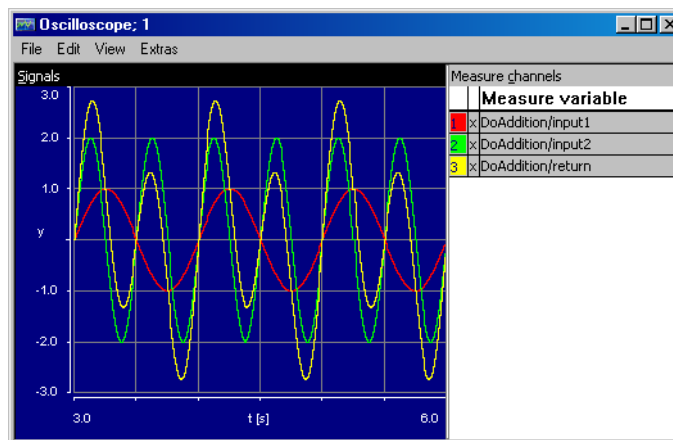 Oscilloscope; 1
File Edit View Extras
Signals
3.0
2.0
1.0
y
-1.0
-2.0
-3.0
3.0 t [s] 6.0
Measure channels
Measure variable
1 x DoAddition/input1
2 x DoAddition/input2
3 x DoAddition/return